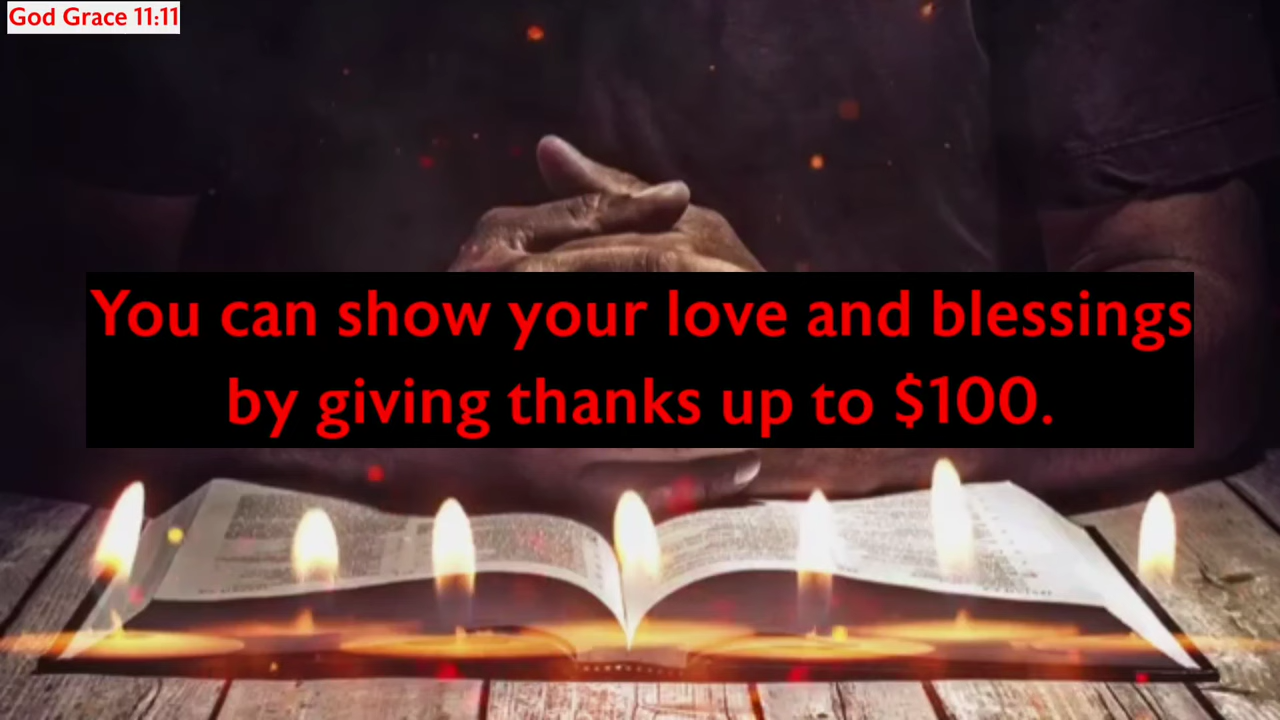 God Grace 11:11
You can show your love and blessings
by giving thanks up to $100.